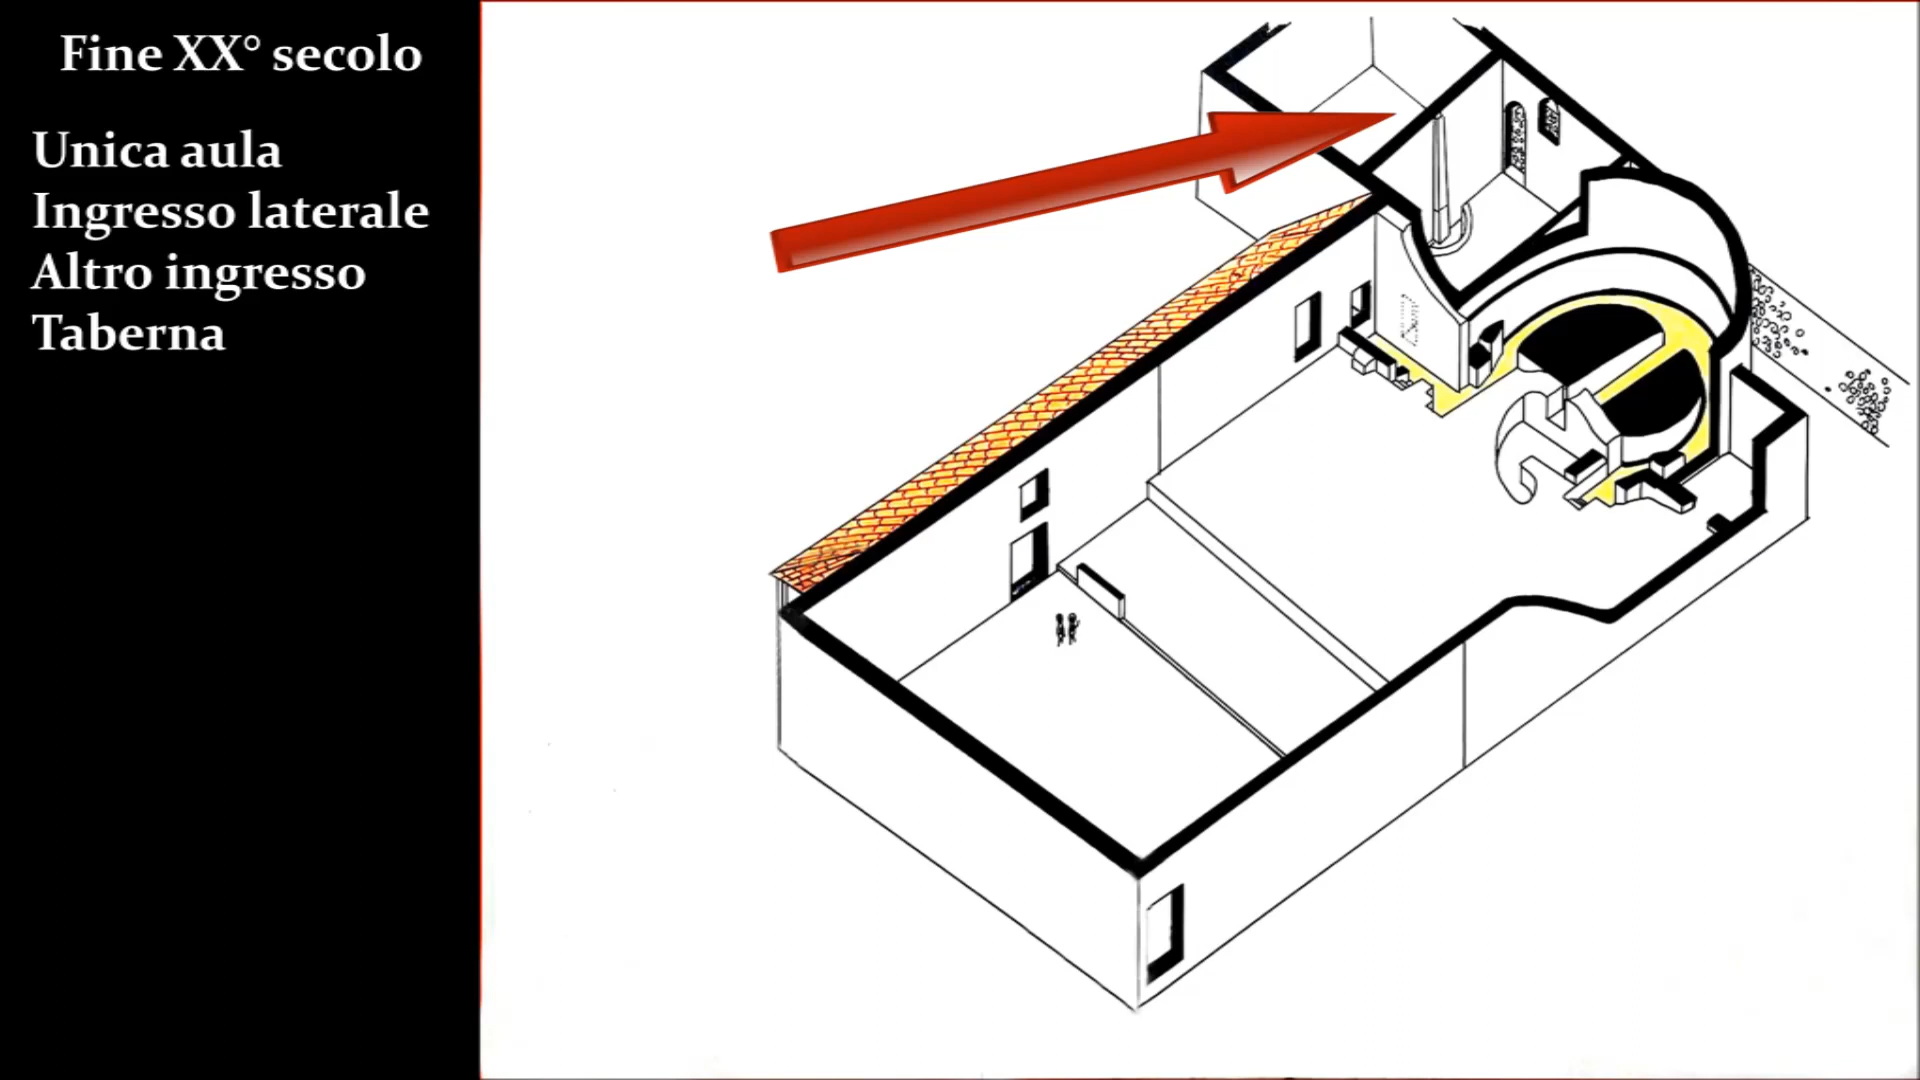 Fine XX° secolo
Unica aula
Ingresso laterale
Altro ingresso
Taberna